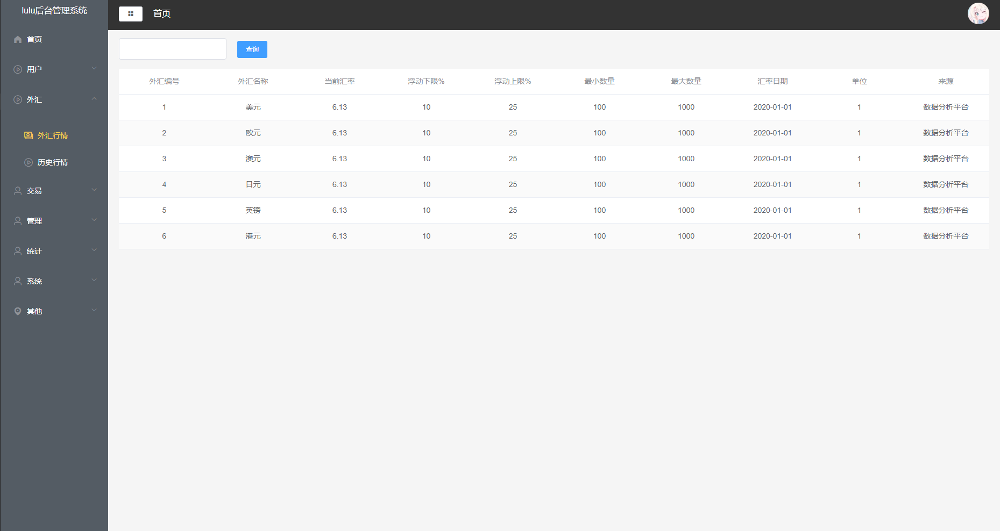 lulu后台管理系统
首页
用户
外汇
外汇行情
历史行情
交易
管理
统计
系统
其他
首页
查询
外汇编号 外汇名称 当前汇率 浮动下限% 浮动上限% 最小数量 最大数量 汇率日期 单位 来源
1 美元 6.13 10 25 100 1000 2020-01-01 1 数据分析平台
2 欧元 6.13 10 25 100 1000 2020-01-01 1 数据分析平台
3 澳元 6.13 10 25 100 1000 2020-01-01 1 数据分析平台
4 日元 6.13 10 25 100 1000 2020-01-01 1 数据分析平台
5 英镑 6.13 10 25 100 1000 2020-01-01 1 数据分析平台
6 港元 6.13 10 25 100 1000 2020-01-01 1 数据分析平台